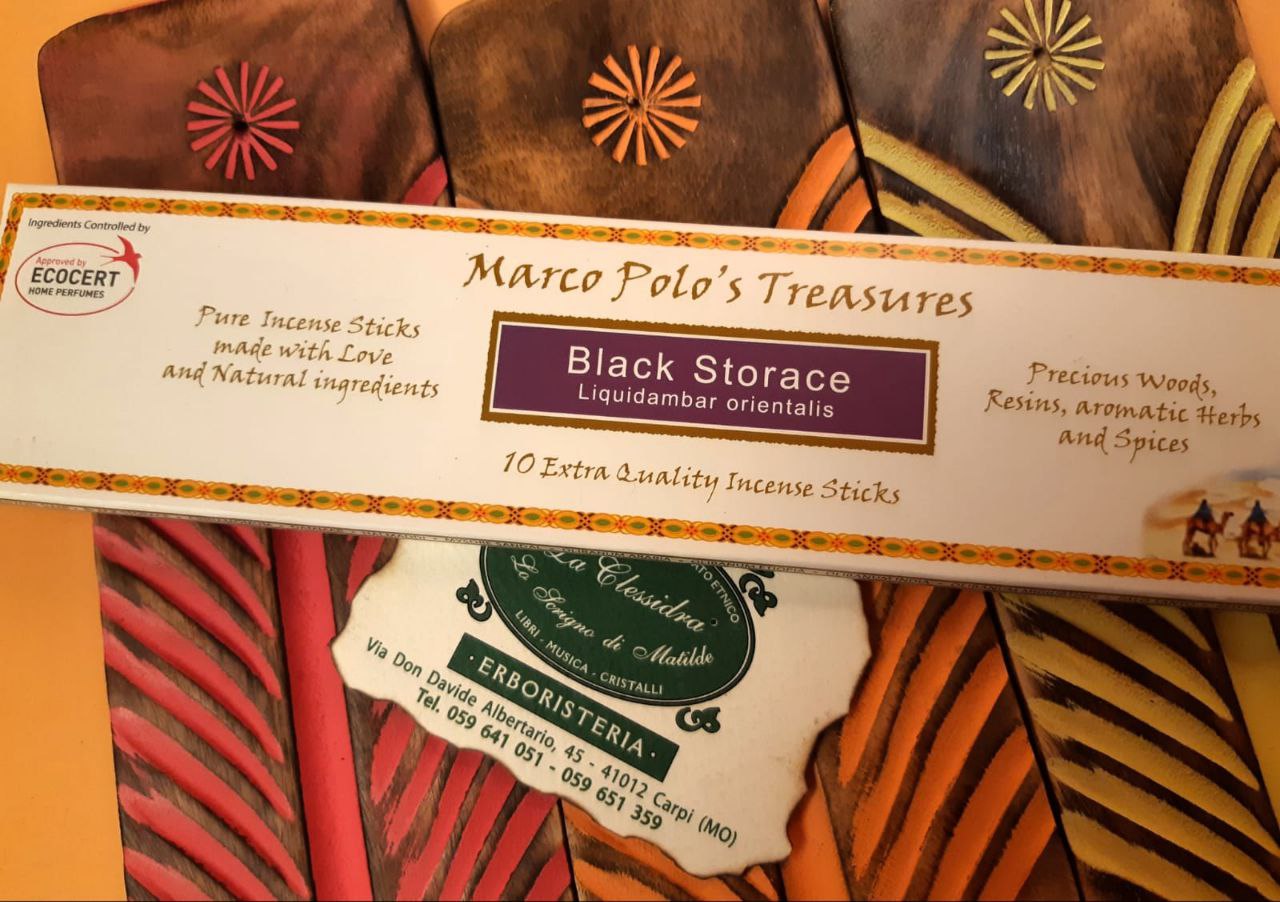 Ingredients Controlled by
Approved by
ECOCERT
HOME PERFUMES
Pure Incense Sticks
made with Love
and Natural ingredients
Marco Polo's Treasures
Black Storace
Liquidambar orientalis
10 Extra Quality Incense Sticks
Precious Woods,
Resins, aromatic Herbs
and Spices
La Clessidra
Lo Scrigno di Matilde
LIBRI - MUSICA - CRISTALLI
ETNICO
· ERBORISTERIA ·
Via Don Davide Albertario, 45 - 41012 Carpi (MO)
Tel. 059 641 051 - 059 651 359